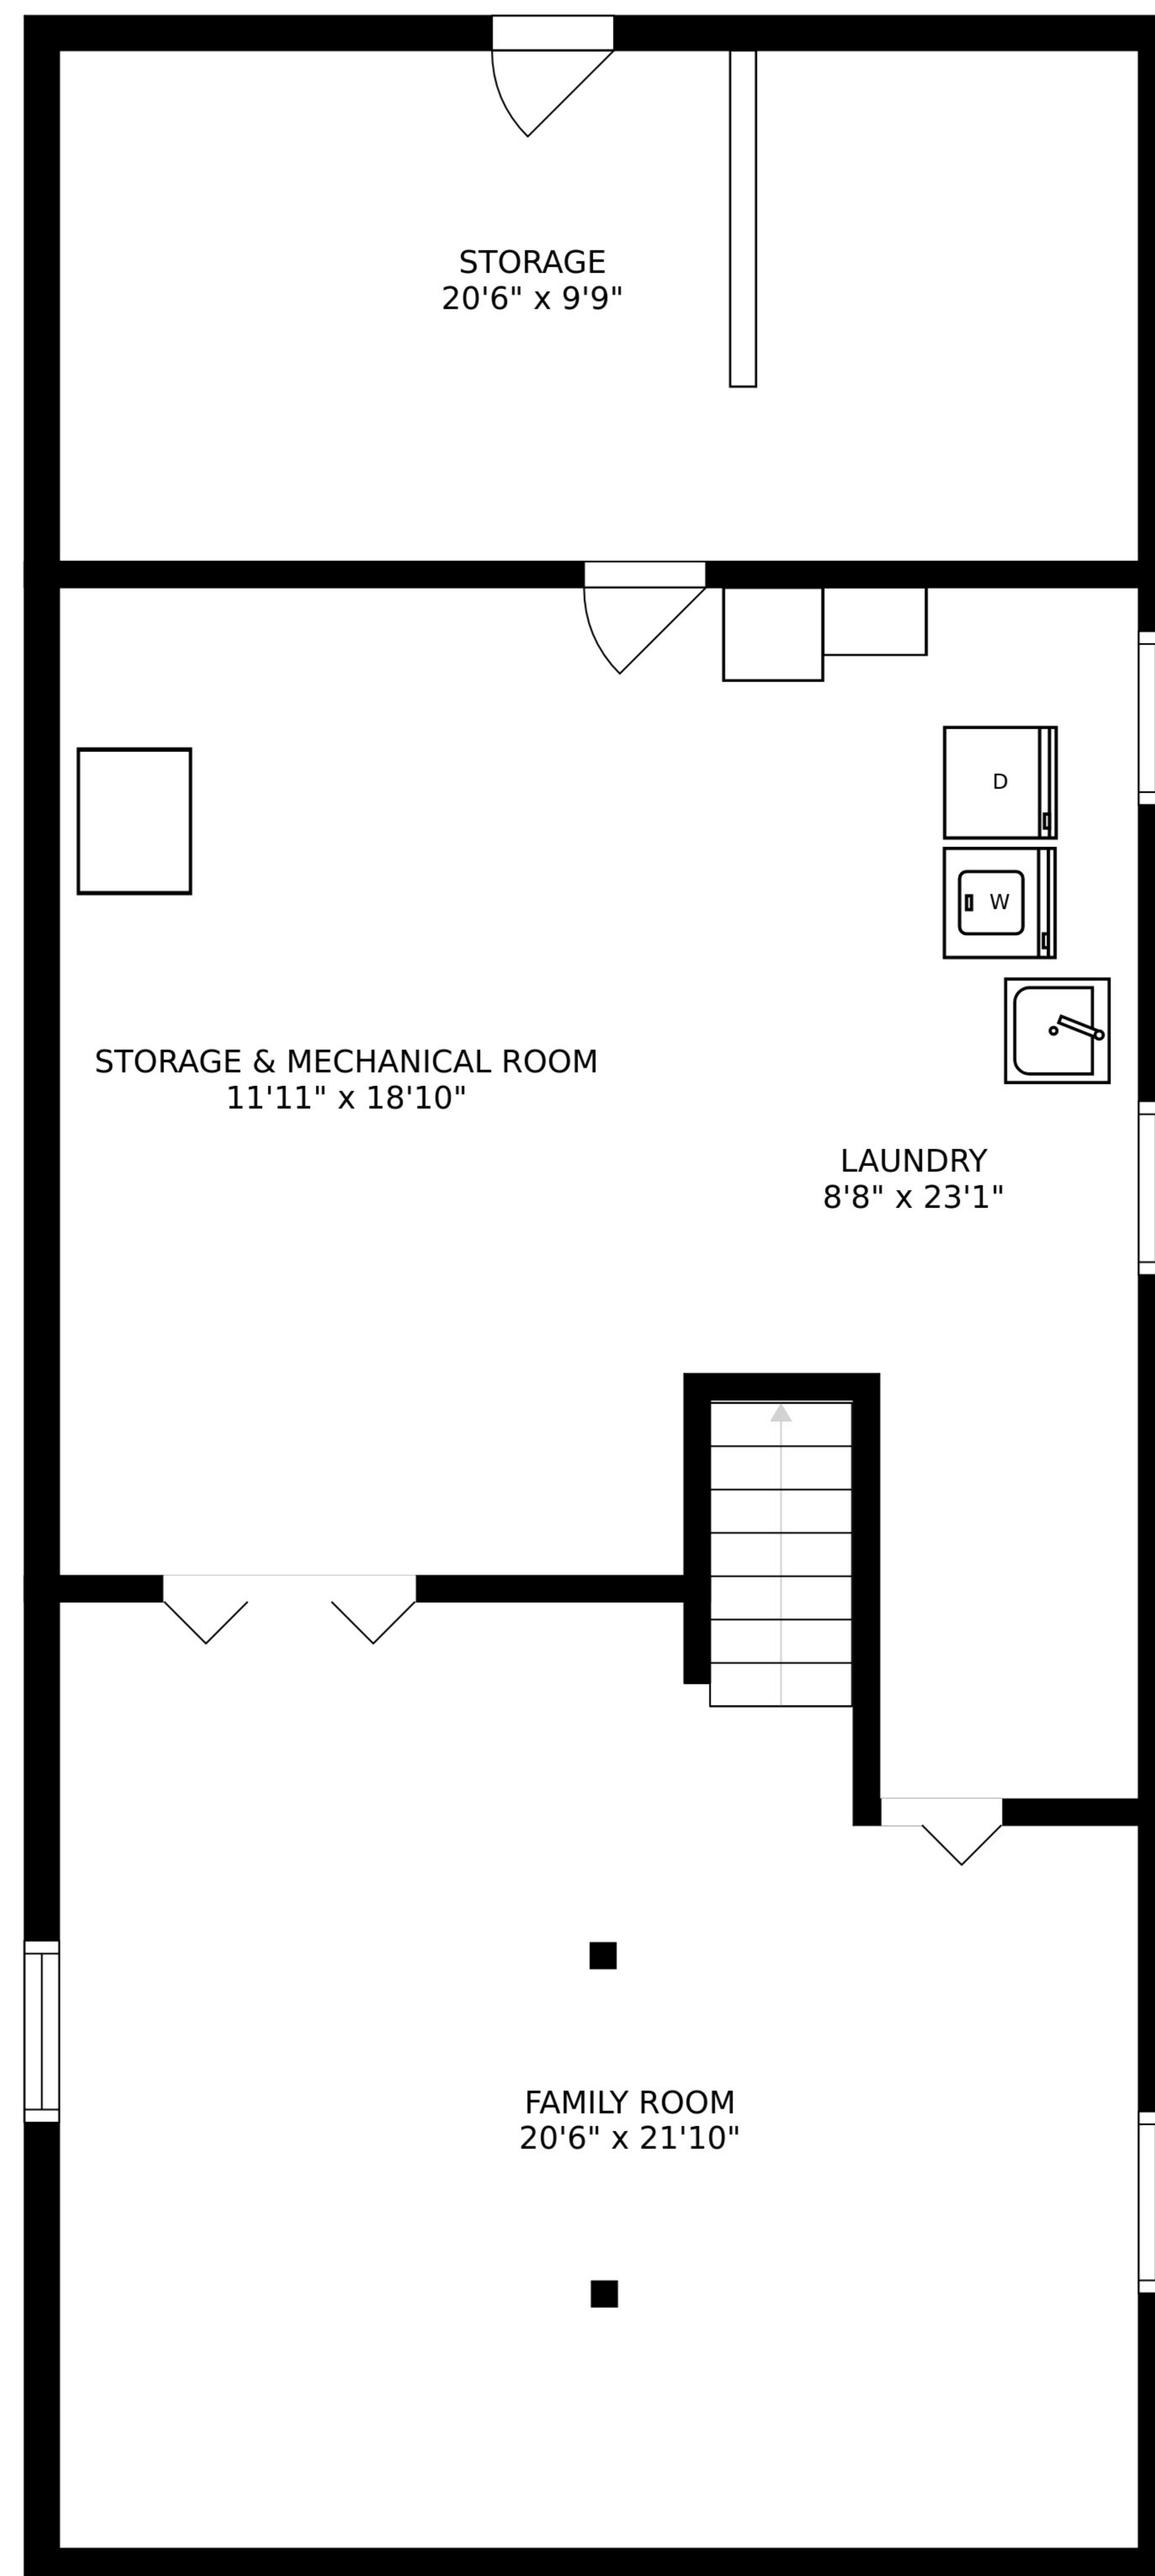 STORAGE
20'6" x 9'9"
D
W
STORAGE & MECHANICAL ROOM
11'11" x 18'10"
LAUNDRY
8'8" x 23'1"
FAMILY ROOM
20'6" x 21'10"